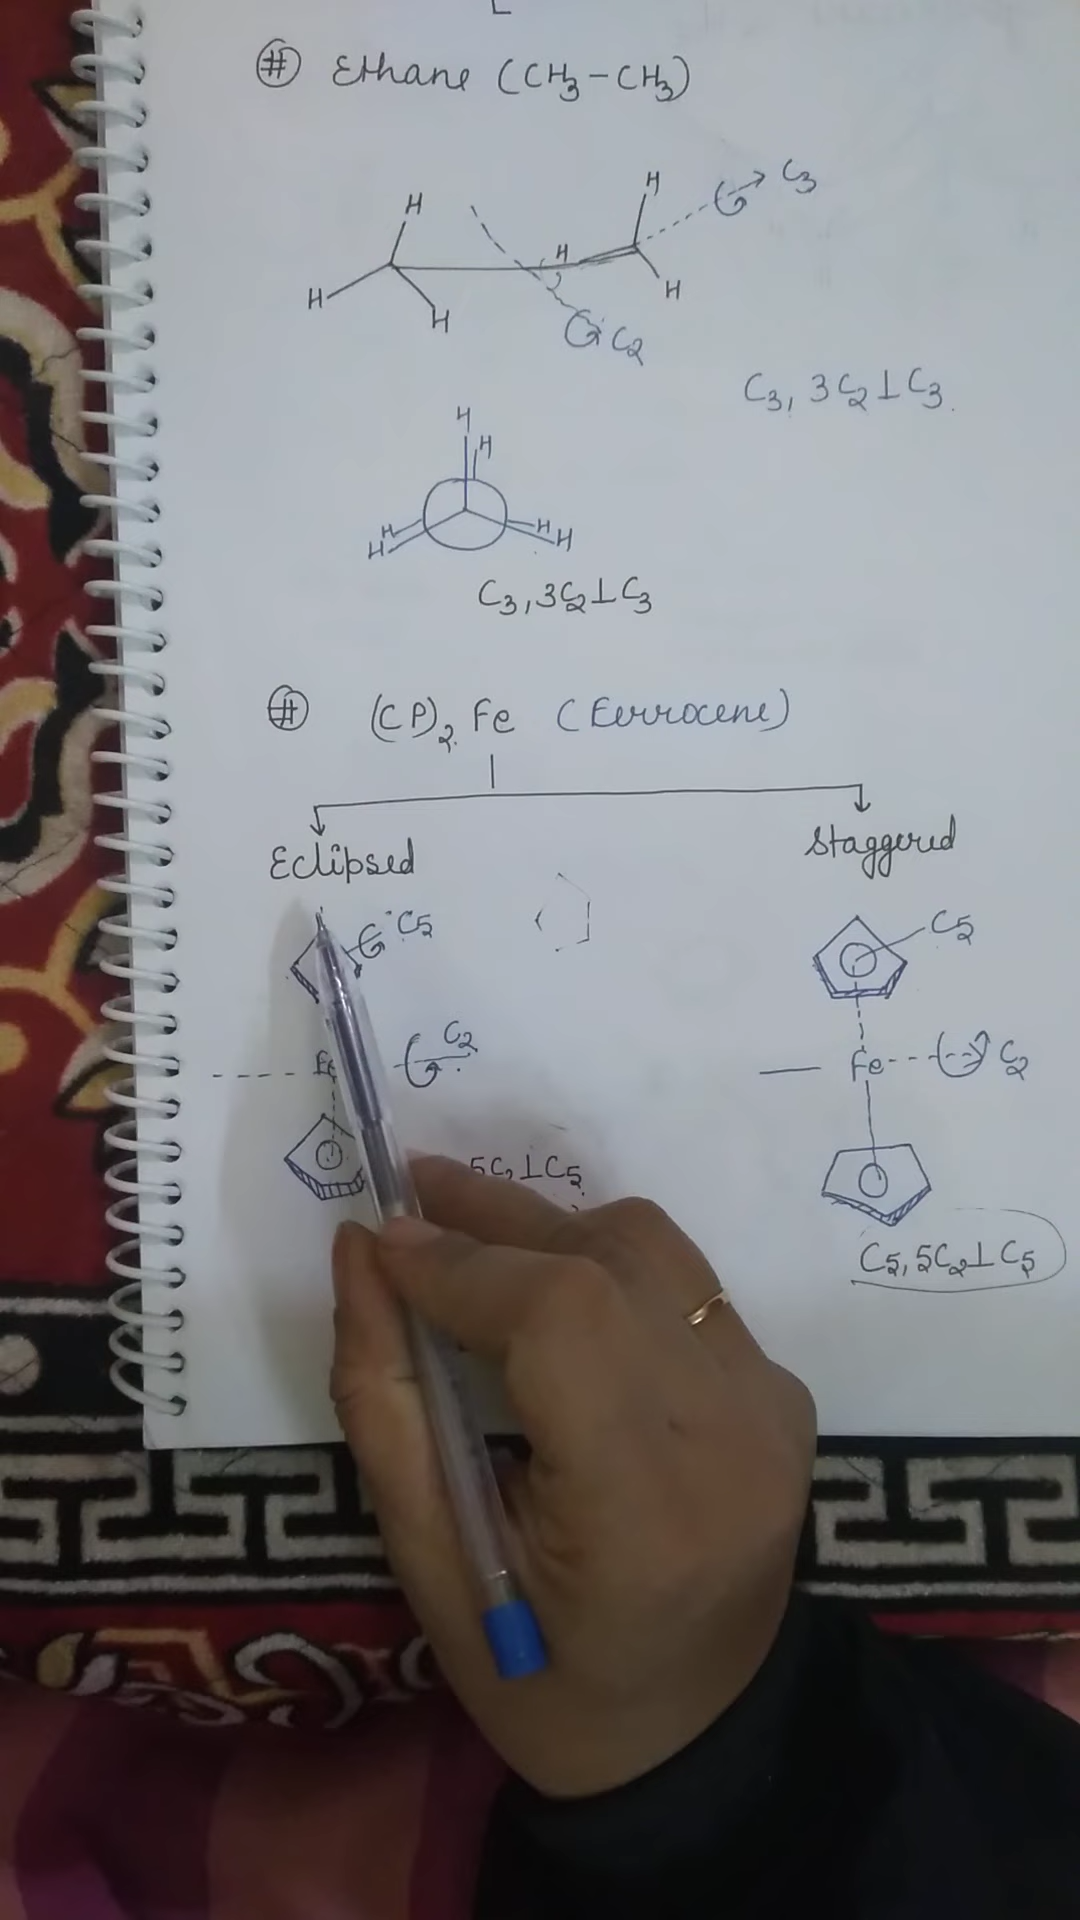 # Ethane (CH3-CH3)
H
H
C3
H
H
H
H
C2
C3, 3C2⊥C3.
H
H
H
H
H
H
C3, 3C2⊥C3
# (CP)2 Fe (Ferrocene)
Eclipsed
Staggered
C5
C5
Fe
C2
Fe
C2
5C2⊥C5
C5, 5C2⊥C5